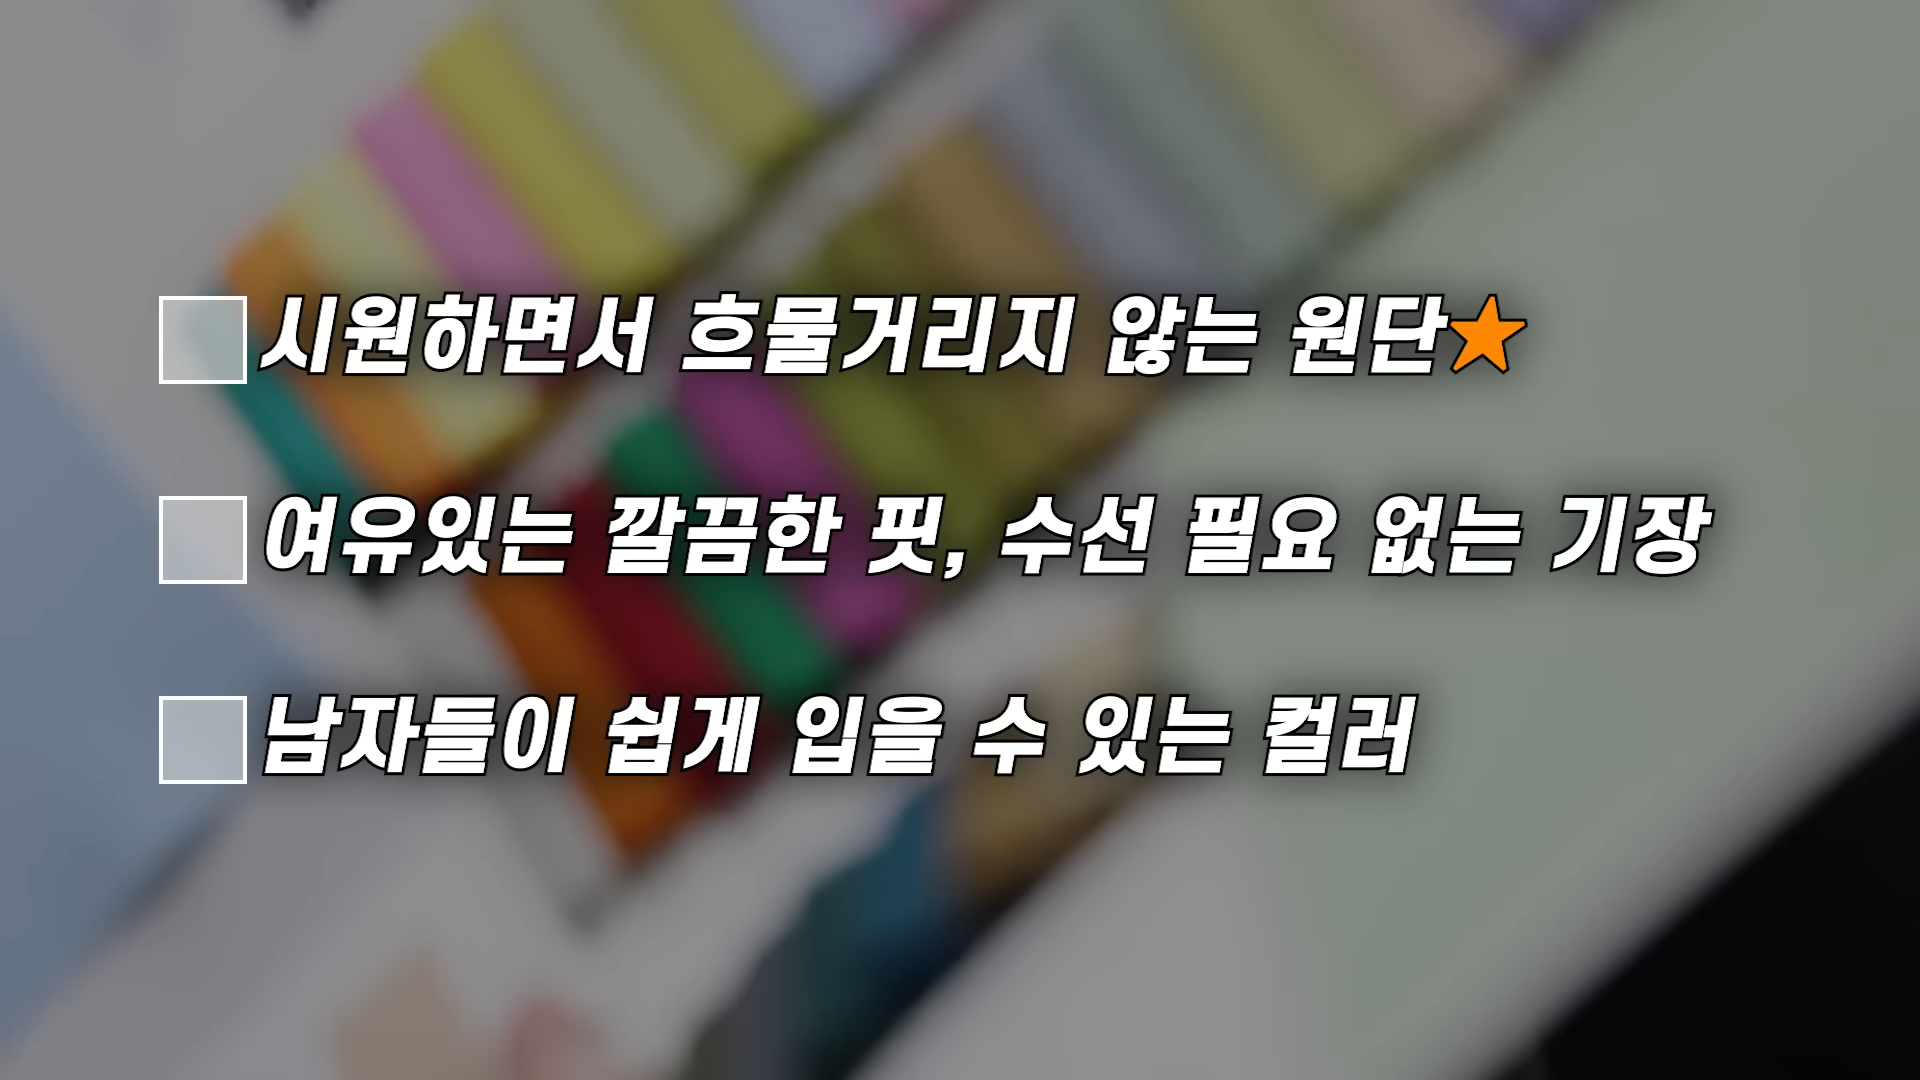 시원하면서 흐물거리지 않는 원단★
여유있는 깔끔한 핏, 수선 필요 없는 기장
남자들이 쉽게 입을 수 있는 컬러